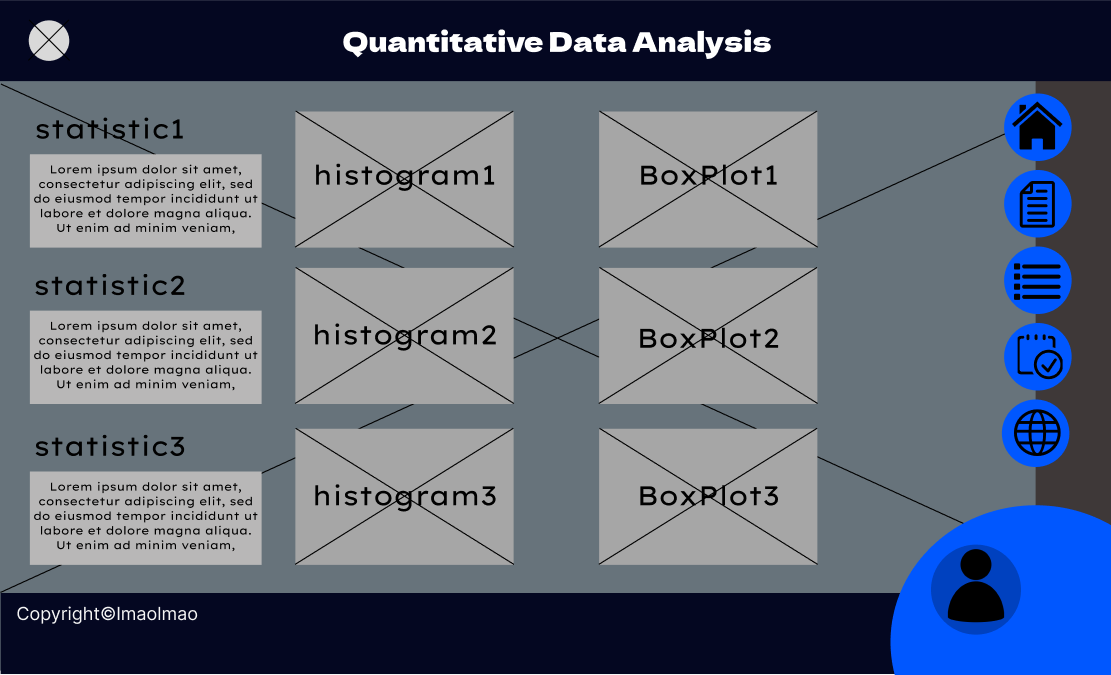 Quantitative Data Analysis
statistic1
Lorem ipsum dolor sit amet,
consectetur adipiscing elit, sed
do eiusmod tempor incididunt ut
labore et dolore magna aliqua.
Ut enim ad minim veniam,
histogram1
BoxPlot1
statistic2
Lorem ipsum dolor sit amet,
consectetur adipiscing elit, sed
do eiusmod tempor incididunt ut
labore et dolore magna aliqua.
Ut enim ad minim veniam,
histogram2
BoxPlot2
statistic3
Lorem ipsum dolor sit amet,
consectetur adipiscing elit, sed
do eiusmod tempor incididunt ut
labore et dolore magna aliqua.
Ut enim ad minim veniam,
histogram3
BoxPlot3
Copyright©lmaolmao